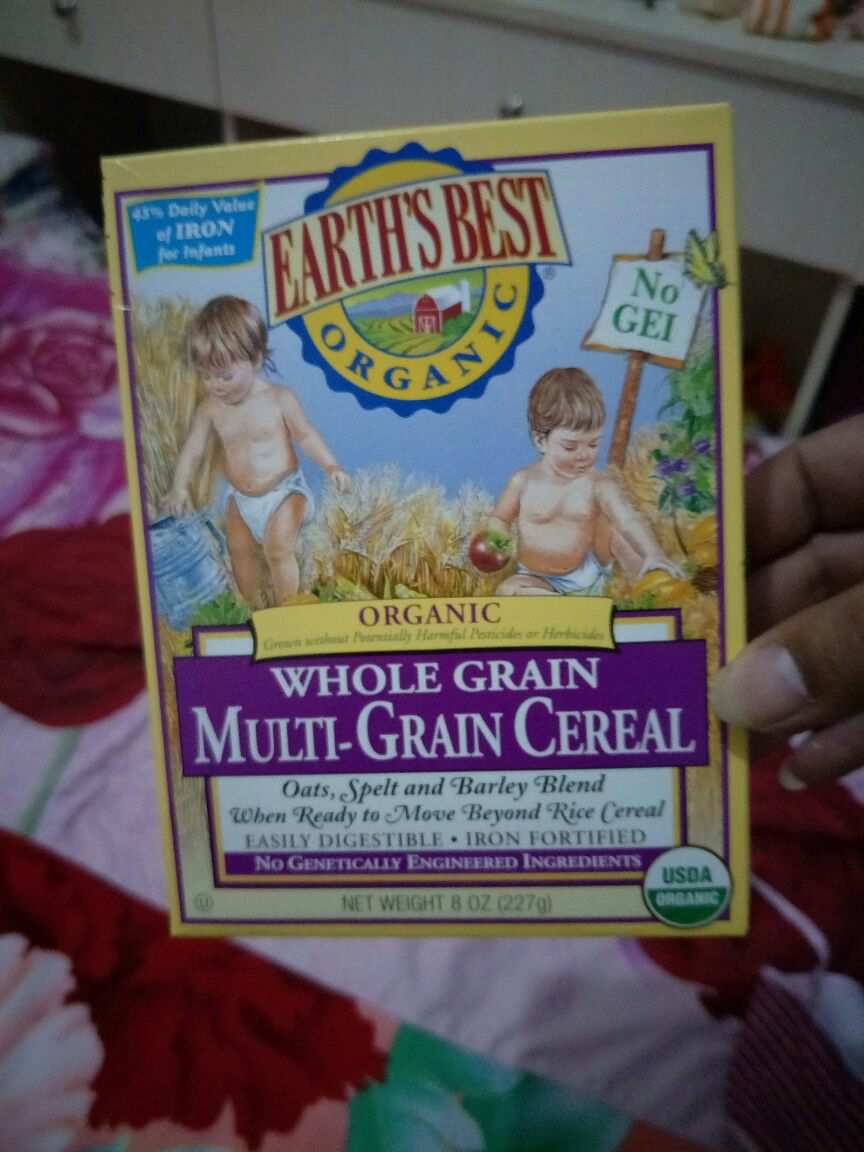 45% Daily Value
of IRON
for Infants
EARTH'S BEST
®
ORGANIC
No
GEI
ORGANIC
Grown without Potentially Harmful Pesticides or Herbicides
WHOLE GRAIN
MULTI-GRAIN CEREAL
Oats, Spelt and Barley Blend
When Ready to Move Beyond Rice Cereal
EASILY DIGESTIBLE • IRON FORTIFIED
NO GENETICALLY ENGINEERED INGREDIENTS
USDA
ORGANIC
U
NET WEIGHT 8 OZ (227g)